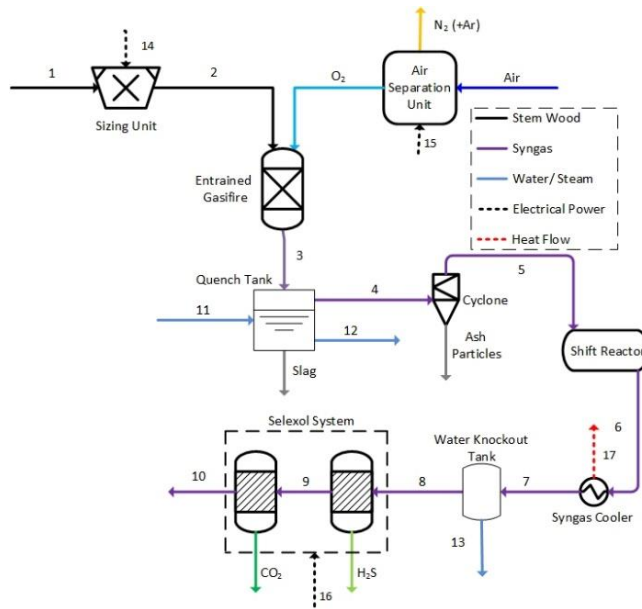 N₂ (+Ar)
14
1
2
O₂
Air
Separation
Unit
Air
Sizing Unit
15
Stem Wood
Syngas
Water/ Steam
Electrical Power
Heat Flow
Entrained
Gasifire
3
5
Quench Tank
4
Cyclone
11
12
Ash
Particles
Shift Reactor
Slag
Selexol System
Water Knockout
Tank
6
17
10
9
8
7
Syngas Cooler
13
CO₂
16
H₂S